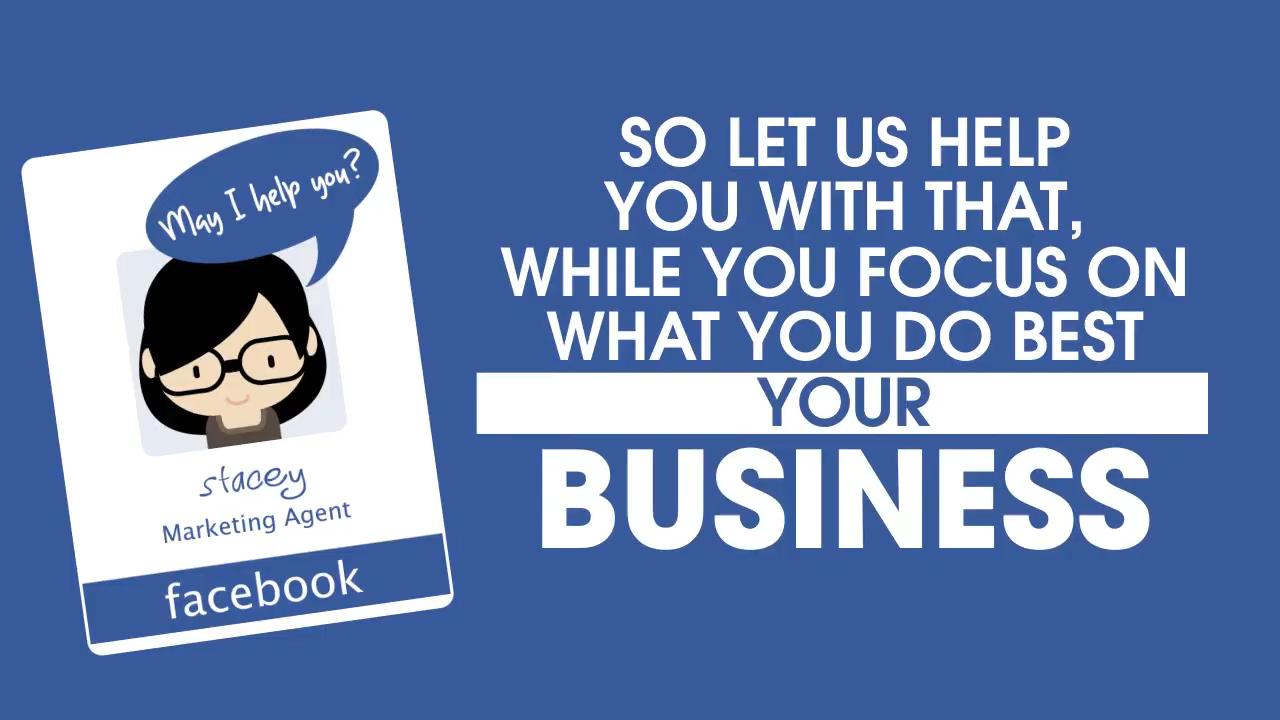 May I help you?
stacey
Marketing Agent
facebook
SO LET US HELP
YOU WITH THAT,
WHILE YOU FOCUS ON
WHAT YOU DO BEST
YOUR
BUSINESS